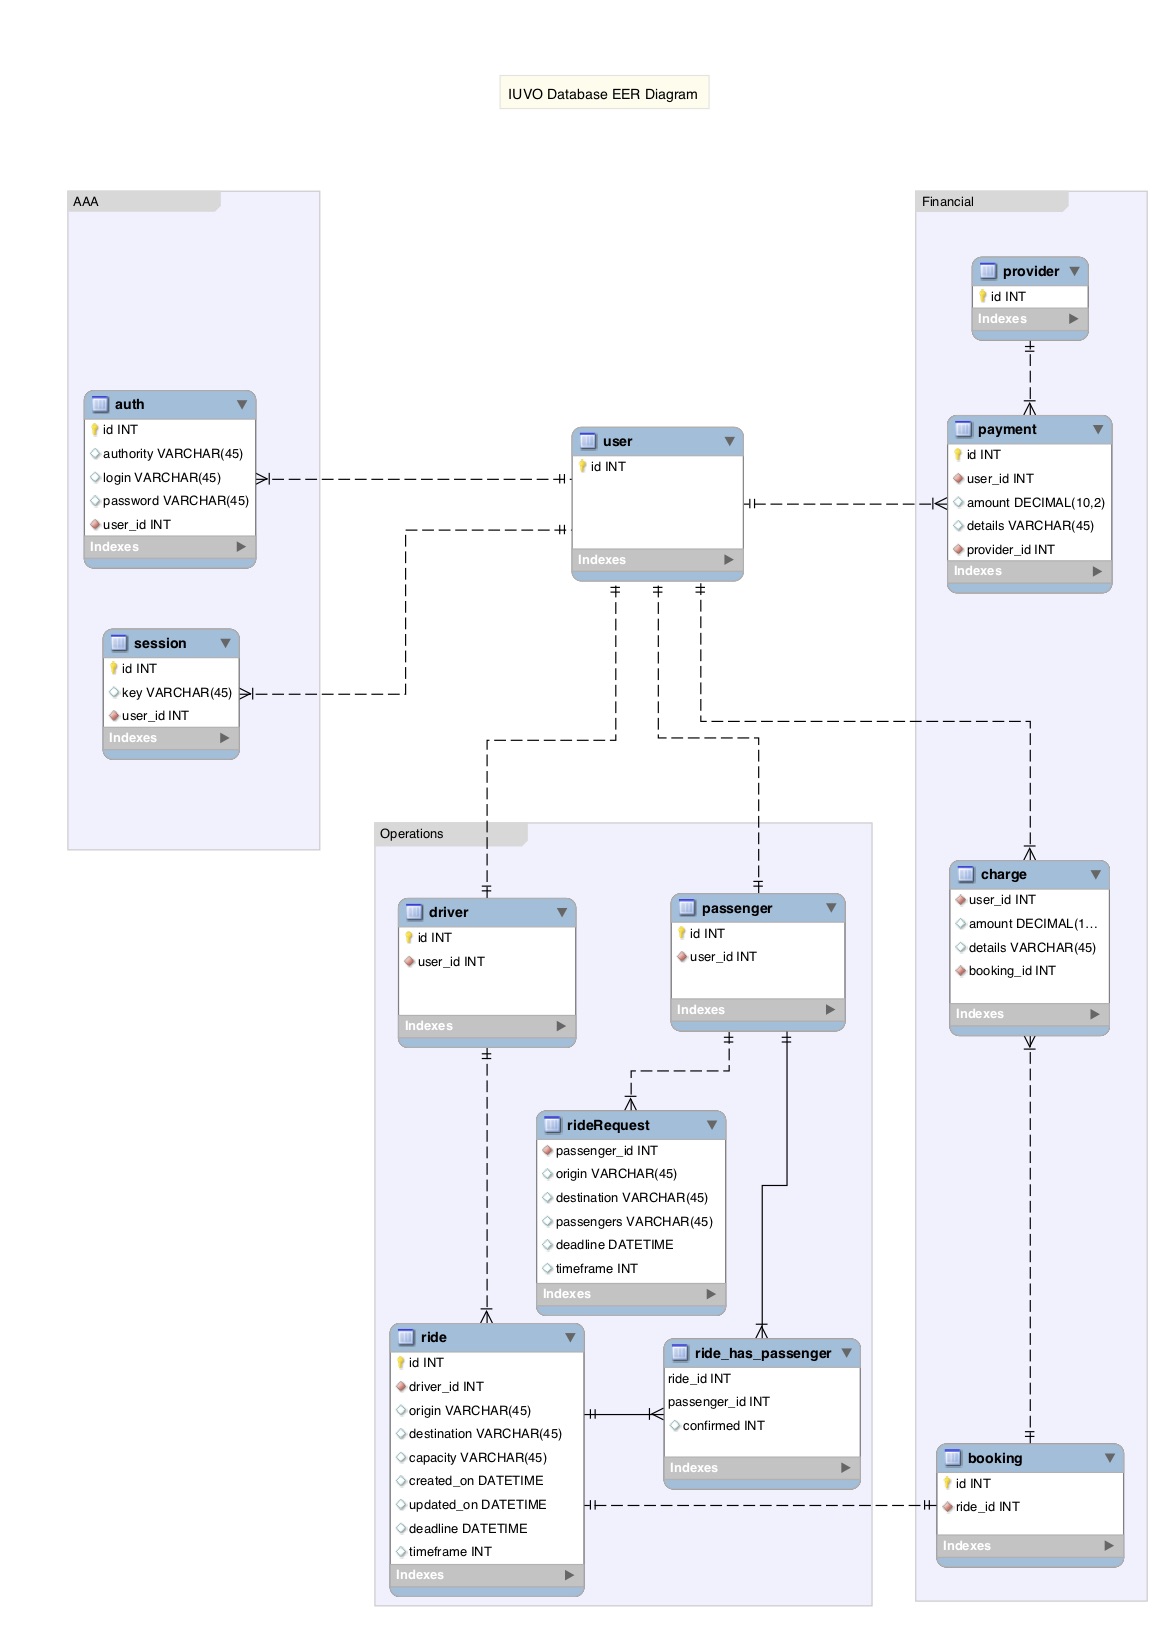 IUVO Database EER Diagram
AAA
auth
id INT
authority VARCHAR(45)
login VARCHAR(45)
password VARCHAR(45)
user_id INT
Indexes
session
id INT
key VARCHAR(45)
user_id INT
Indexes
user
id INT
Indexes
Financial
provider
id INT
Indexes
payment
id INT
user_id INT
amount DECIMAL(10,2)
details VARCHAR(45)
provider_id INT
Indexes
charge
user_id INT
amount DECIMAL(1...
details VARCHAR(45)
booking_id INT
Indexes
booking
id INT
ride_id INT
Indexes
Operations
driver
id INT
user_id INT
Indexes
passenger
id INT
user_id INT
Indexes
rideRequest
passenger_id INT
origin VARCHAR(45)
destination VARCHAR(45)
passengers VARCHAR(45)
deadline DATETIME
timeframe INT
Indexes
ride
id INT
driver_id INT
origin VARCHAR(45)
destination VARCHAR(45)
capacity VARCHAR(45)
created_on DATETIME
updated_on DATETIME
deadline DATETIME
timeframe INT
Indexes
ride_has_passenger
ride_id INT
passenger_id INT
confirmed INT
Indexes